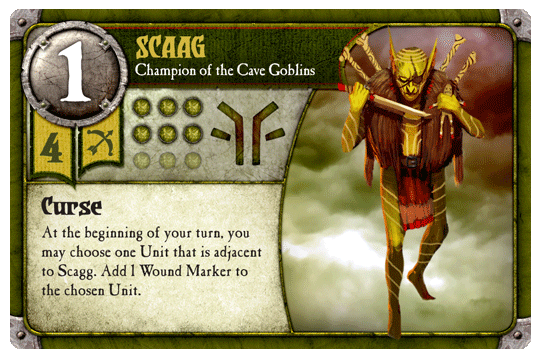 1
SCAAG
Champion of the Cave Goblins
4
Curse
At the beginning of your turn, you
may choose one Unit that is adjacent
to Scagg. Add 1 Wound Marker to
the chosen Unit.